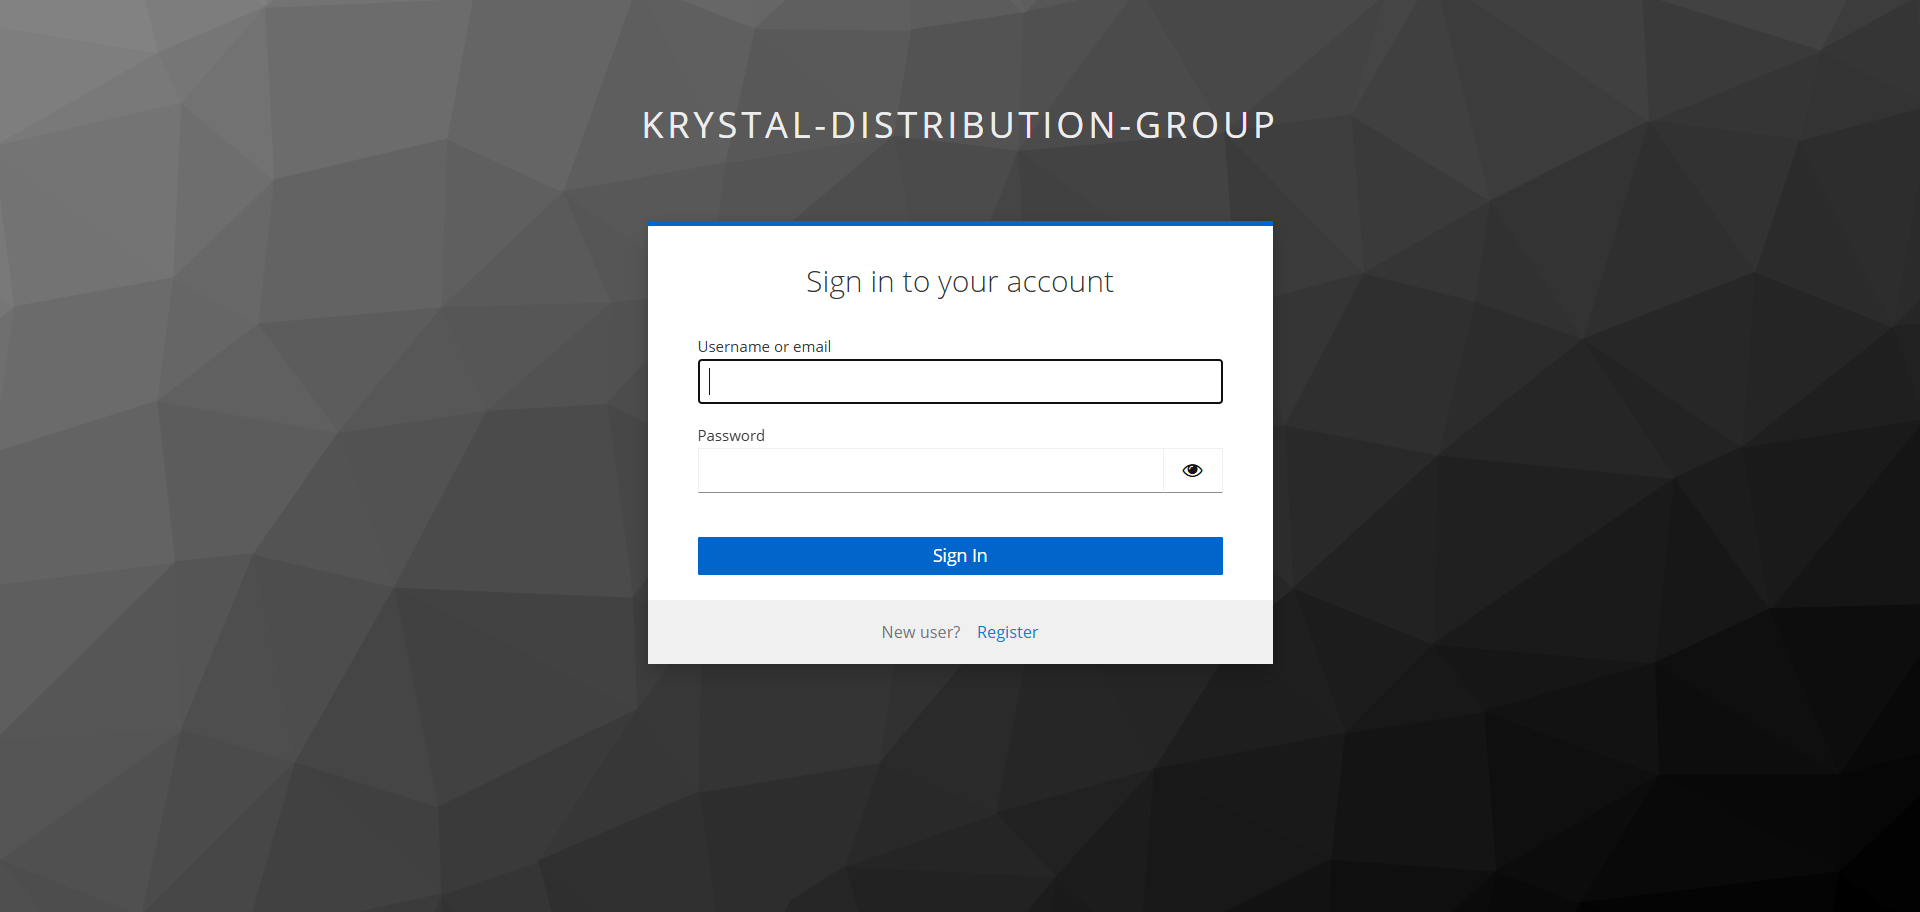 KRYSTAL-DISTRIBUTION-GROUP
Sign in to your account
Username or email
Password
Sign In
New user? Register